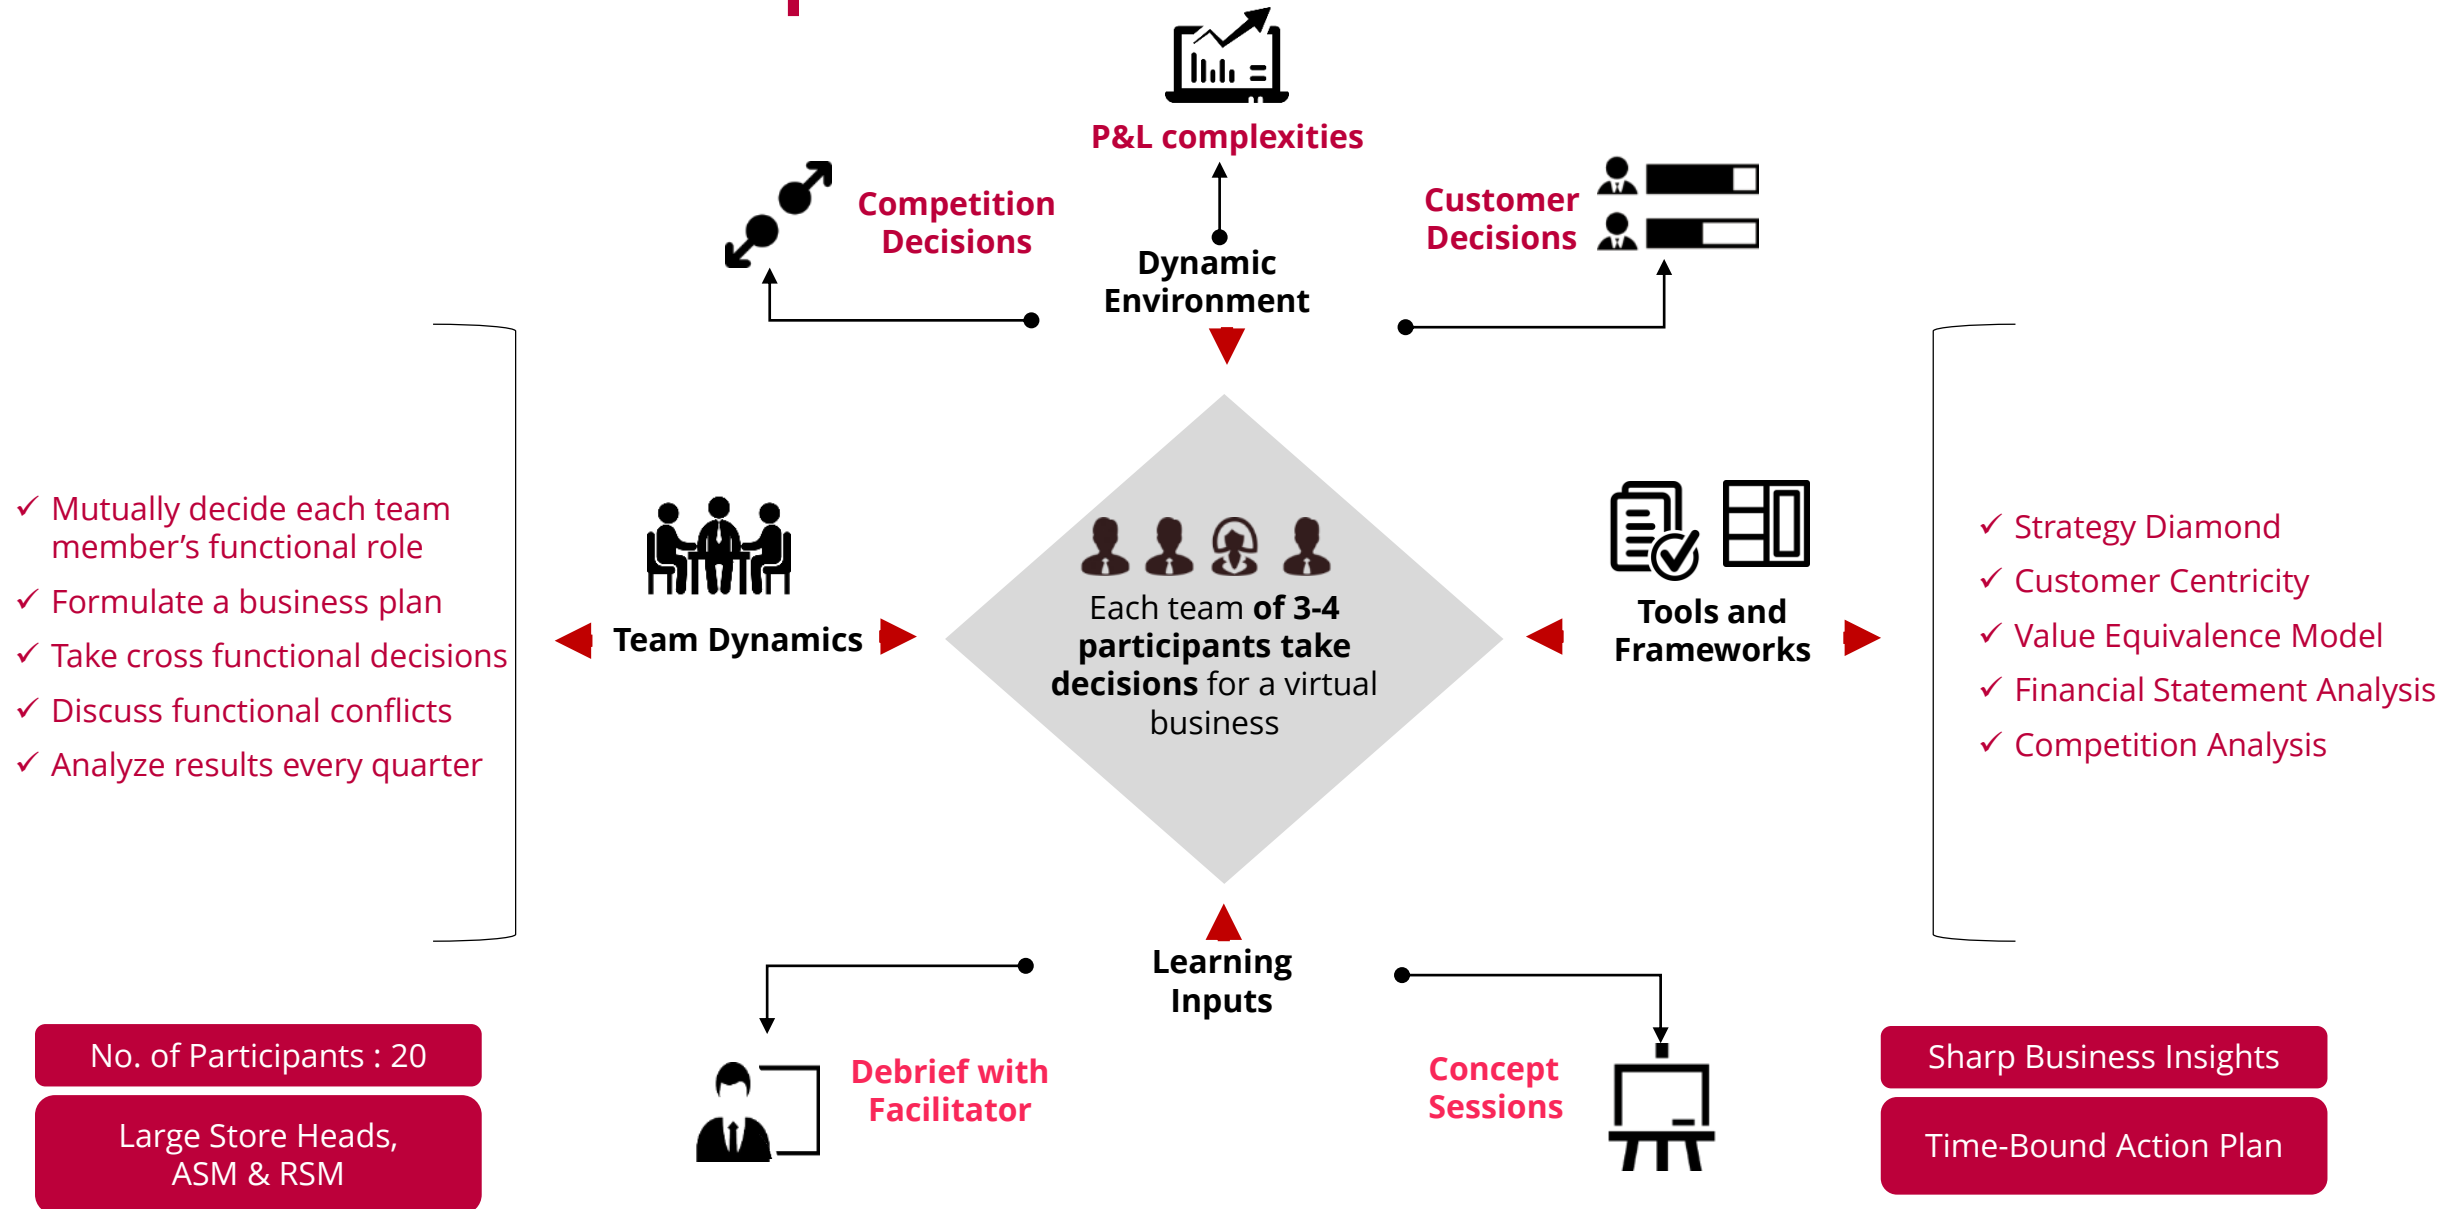 P&L complexities
Competition
Decisions
Customer
Decisions
Dynamic
Environment
✓ Mutually decide each team
member’s functional role
✓ Formulate a business plan
✓ Take cross functional decisions
✓ Discuss functional conflicts
✓ Analyze results every quarter
Team Dynamics
Each team of 3-4
participants take
decisions for a virtual
business
Tools and
Frameworks
✓ Strategy Diamond
✓ Customer Centricity
✓ Value Equivalence Model
✓ Financial Statement Analysis
✓ Competition Analysis
Learning
Inputs
Debrief with
Facilitator
Concept
Sessions
No. of Participants : 20
Large Store Heads,
ASM & RSM
Sharp Business Insights
Time-Bound Action Plan